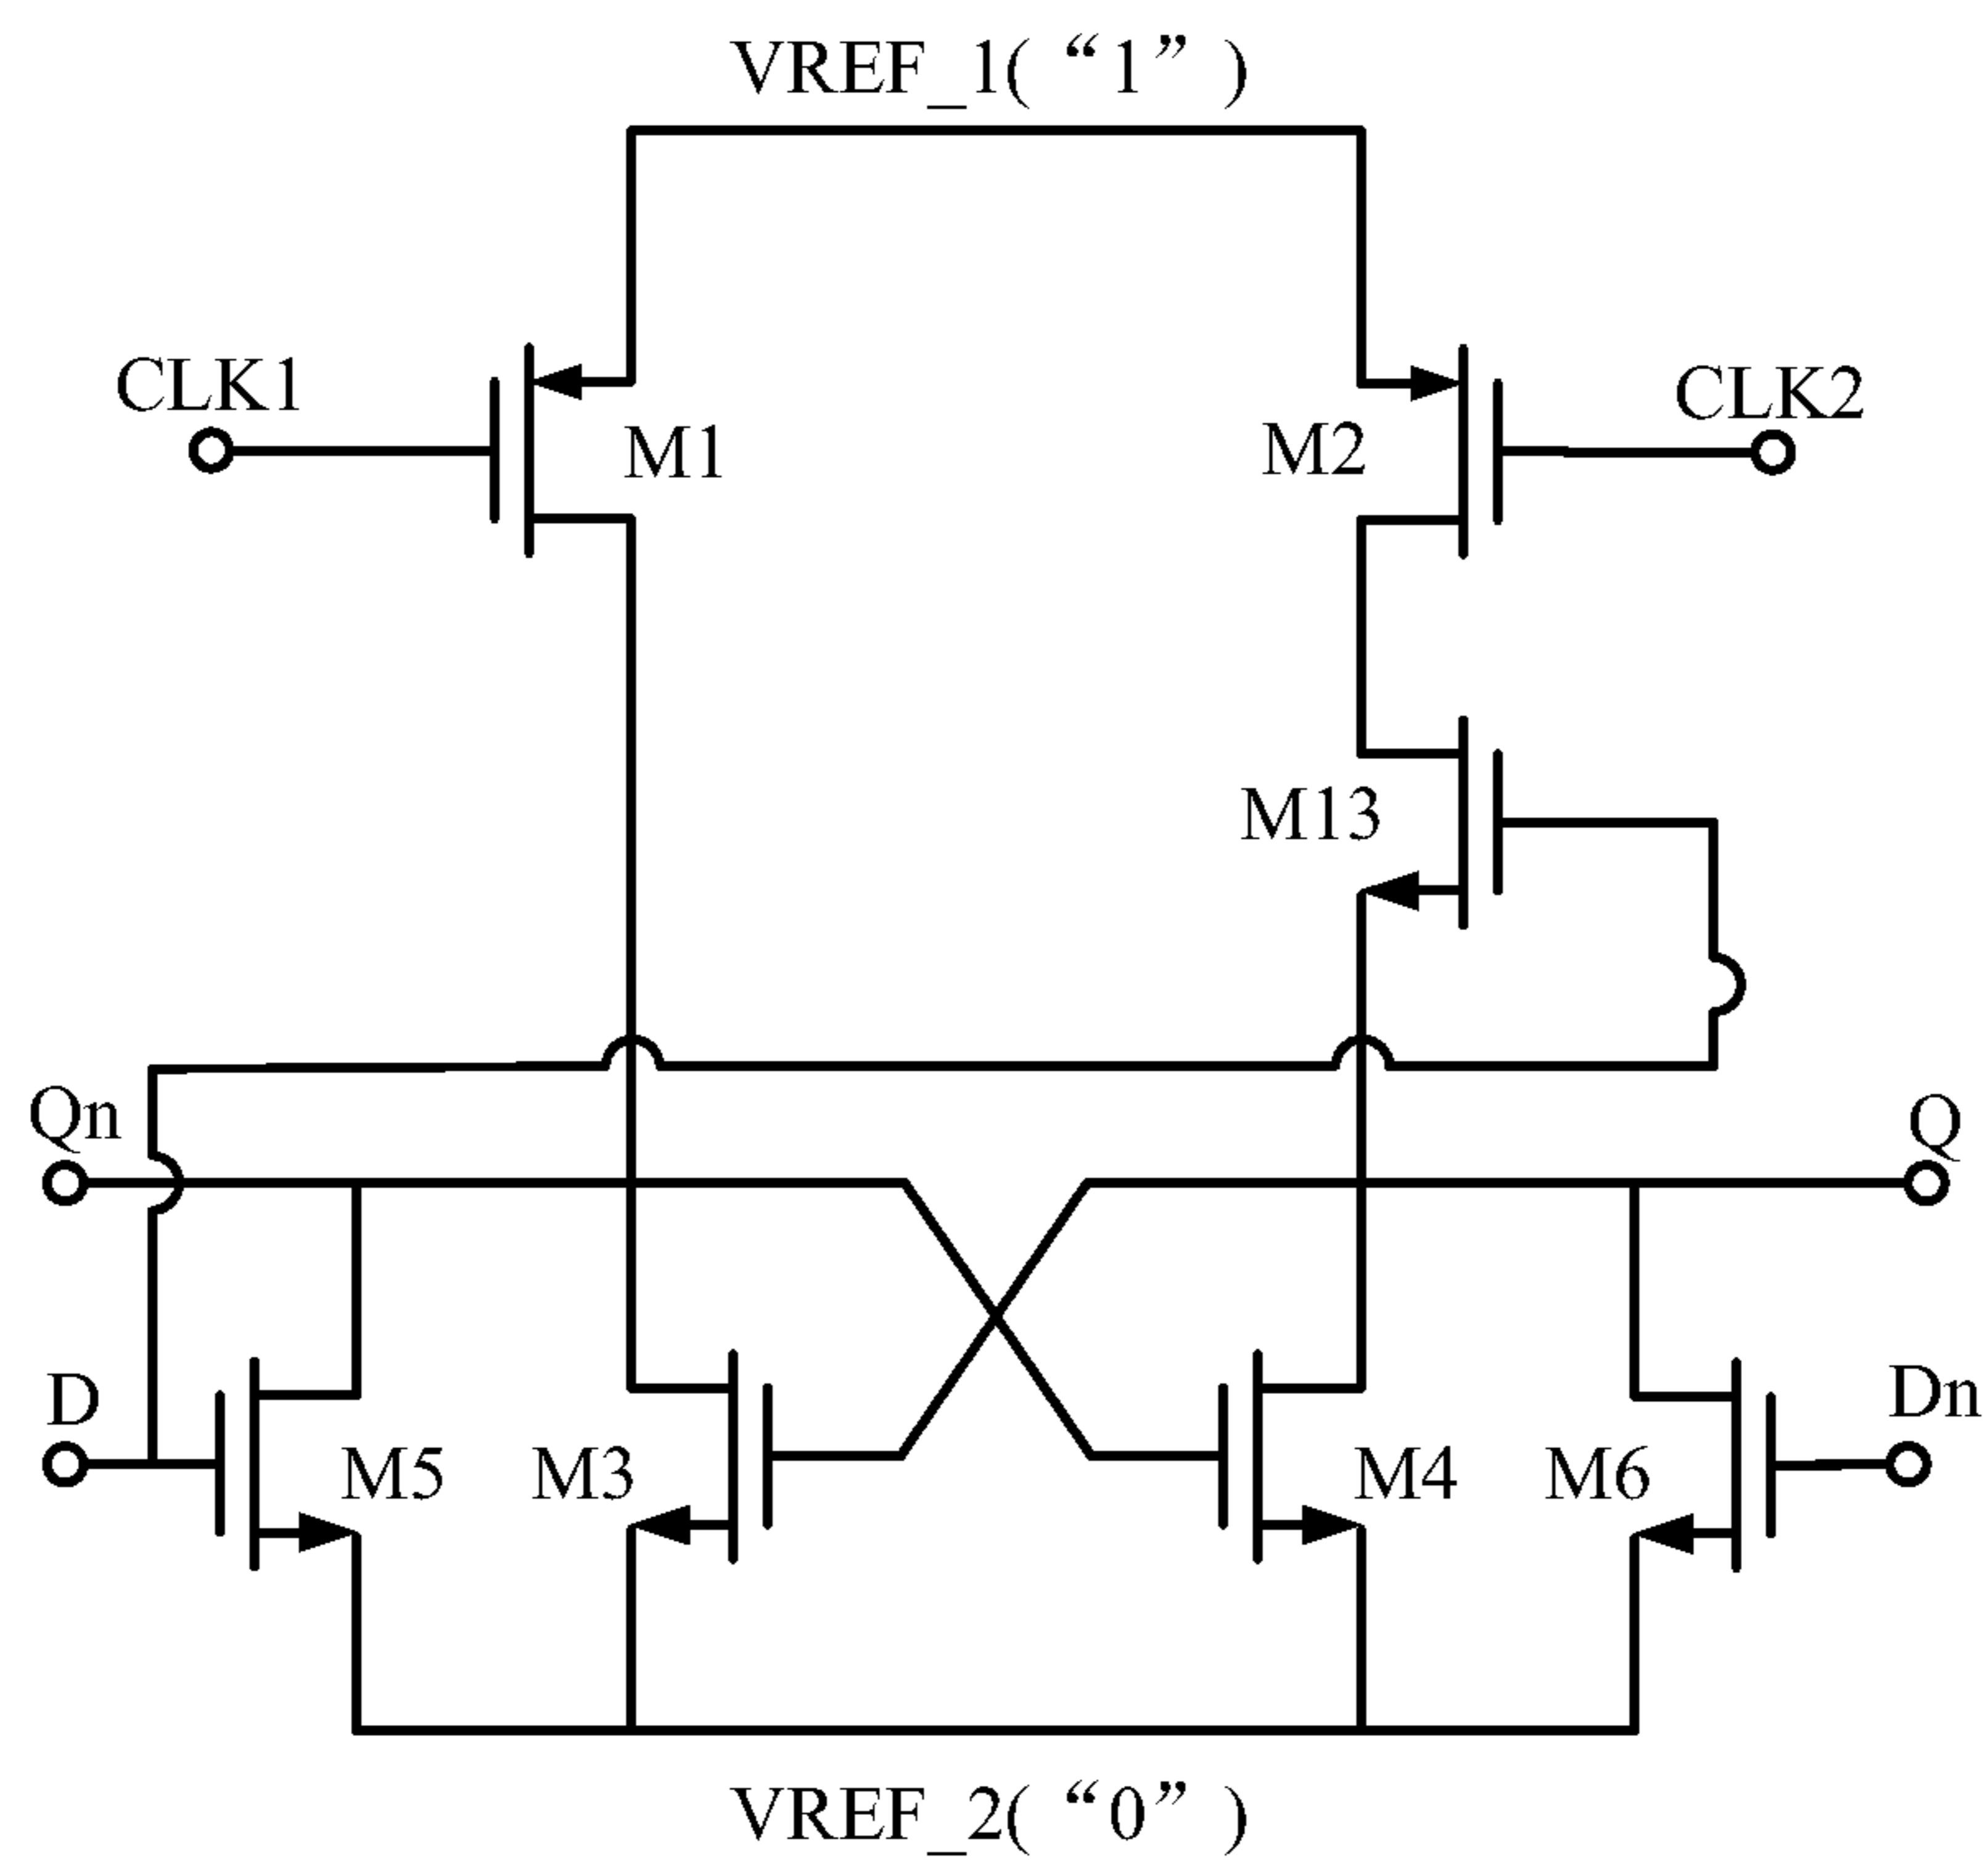 VREF_1(“1”)
CLK1
CLK2
M1
M2
M13
Qn
Q
D
Dn
M5
M3
M4
M6
VREF_2(“0”)